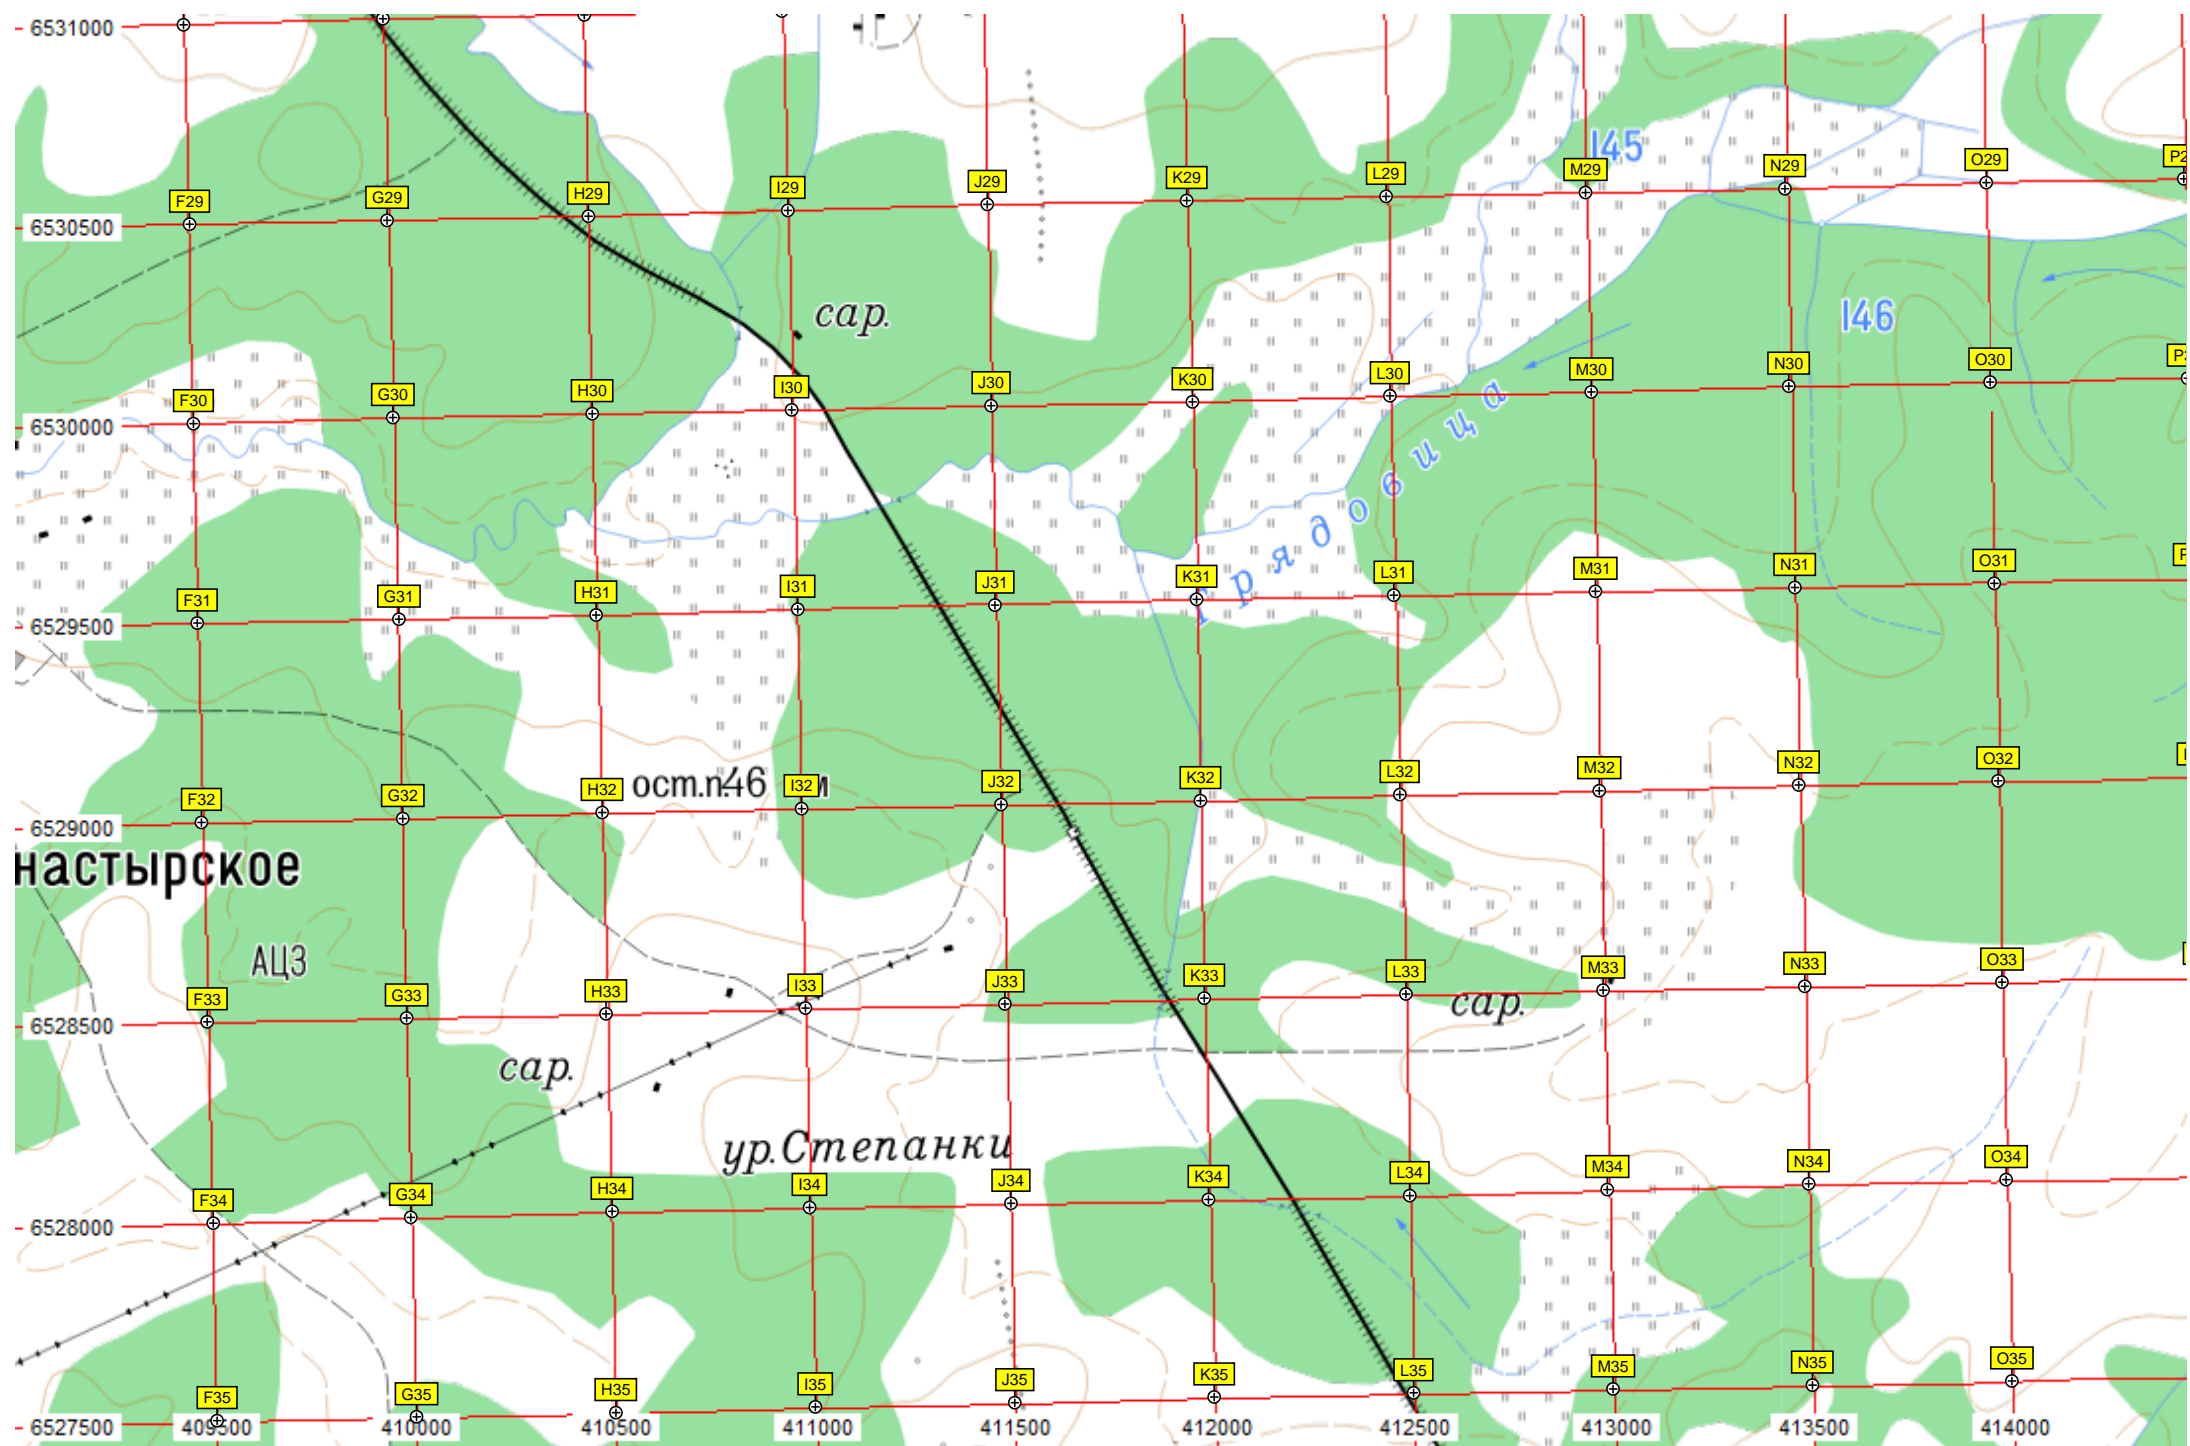 6531000
145
F29 G29 H29 I29 J29 K29 L29 M29 N29 O29
6530500
сар.
146
F30 G30 H30 I30 J30 K30 L30 M30 N30 O30
6530000
Грядовица
F31 G31 H31 I31 J31 K31 L31 M31 N31 O31
6529500
ост.п.46
F32 G32 H32 I32 J32 K32 L32 M32 N32 O32
6529000
настырское
АЦЗ
F33 G33 H33 I33 J33 K33 L33 M33 N33 O33
6528500
сар.
сар.
ур.Степанки
F34 G34 H34 I34 J34 K34 L34 M34 N34 O34
6528000
F35 G35 H35 I35 J35 K35 L35 M35 N35 O35
6527500
409500 410000 410500 411000 411500 412000 412500 413000 413500 414000